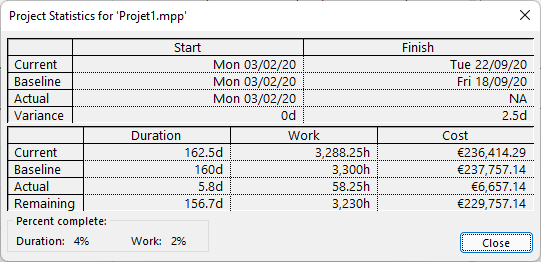 Project Statistics for 'Projet1.mpp'
Start Finish
Current Mon 03/02/20 Tue 22/09/20
Baseline Mon 03/02/20 Fri 18/09/20
Actual Mon 03/02/20 NA
Variance 0d 2.5d
Duration Work Cost
Current 162.5d 3,288.25h €236,414.29
Baseline 160d 3,300h €237,757.14
Actual 5.8d 58.25h €6,657.14
Remaining 156.7d 3,230h €229,757.14
Percent complete:
Duration: 4% Work: 2%
Close